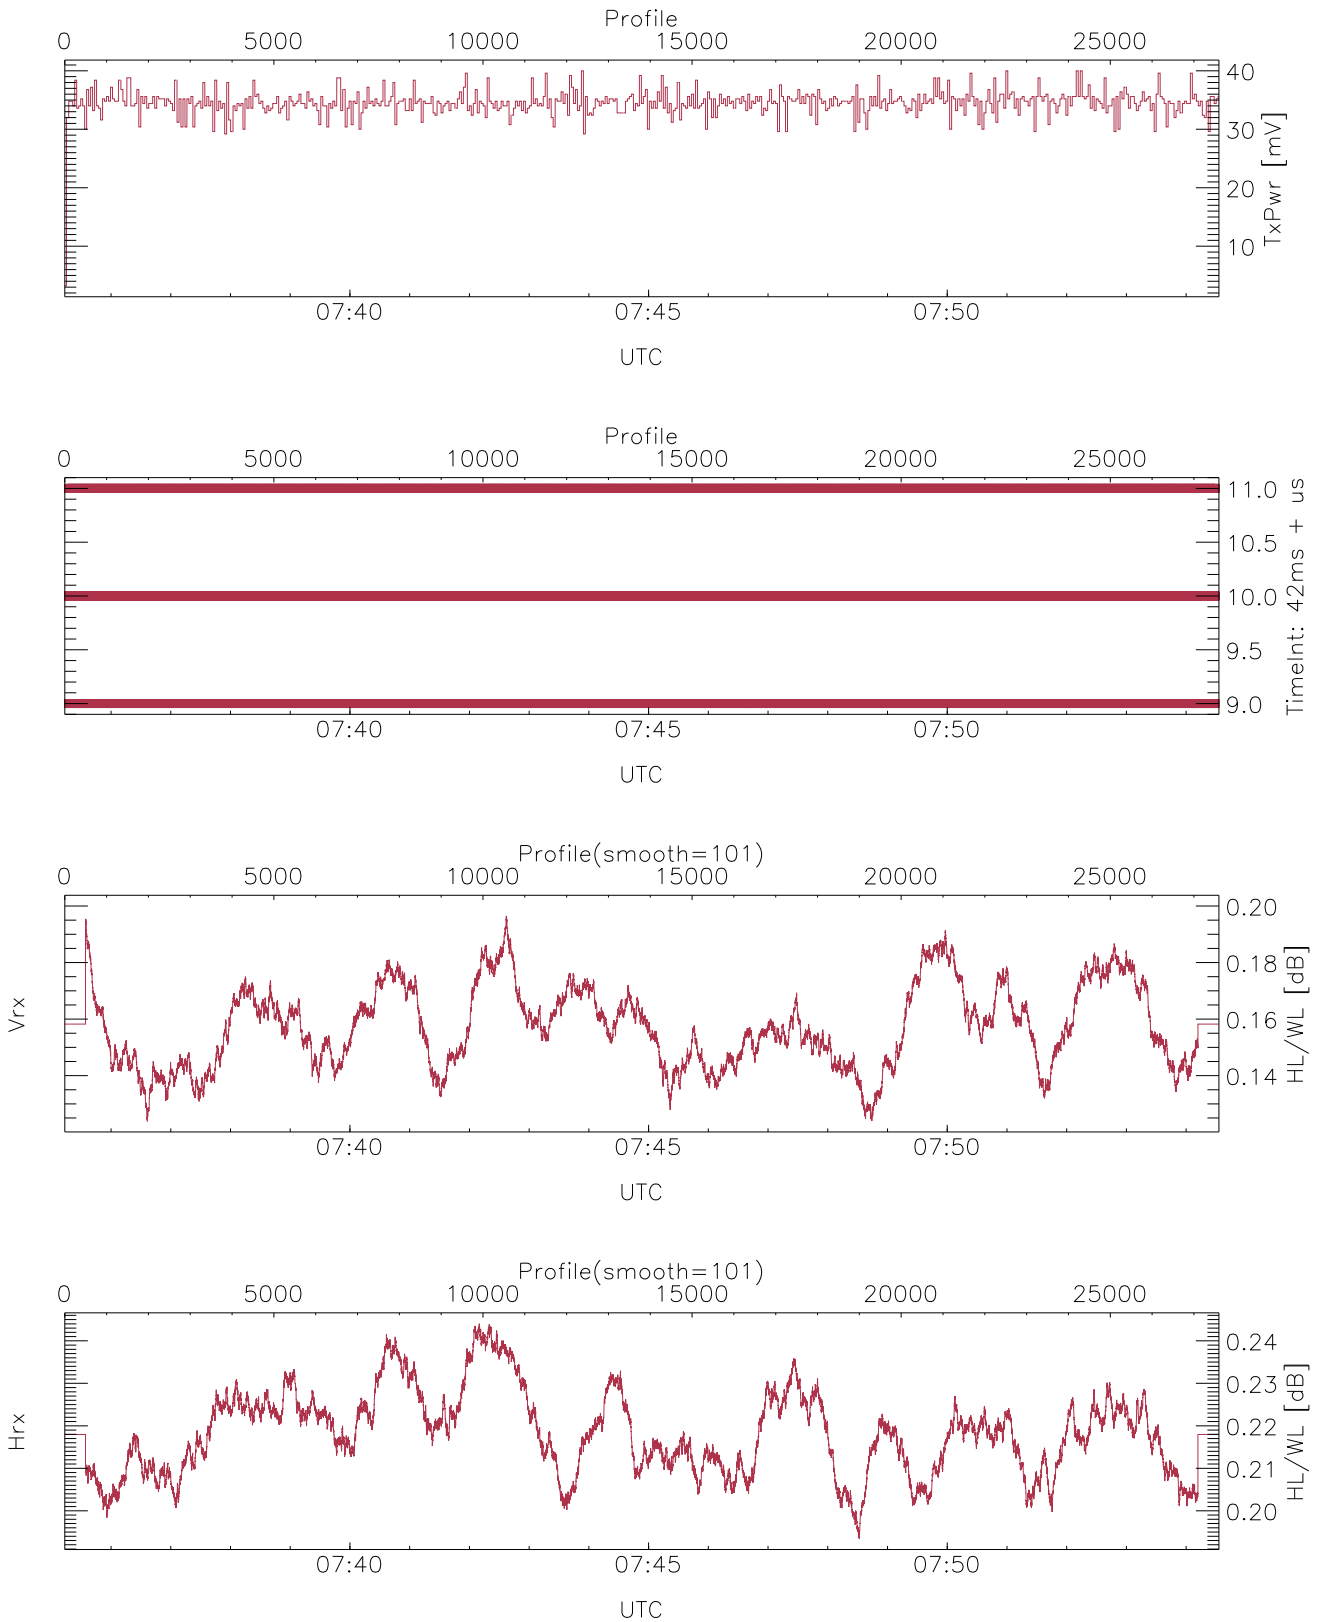 Profile
0 5000 10000 15000 20000 25000
40
30
20
10
TxPwr [mV]
07:40 07:45 07:50
UTC
Profile
0 5000 10000 15000 20000 25000
11.0
10.5
10.0
9.5
9.0
TimeInt: 42ms + us
07:40 07:45 07:50
UTC
Profile(smooth=101)
0 5000 10000 15000 20000 25000
Vrx
0.20
0.18
0.16
0.14
HL/WL [dB]
07:40 07:45 07:50
UTC
Profile(smooth=101)
0 5000 10000 15000 20000 25000
Hrx
0.24
0.23
0.22
0.21
0.20
HL/WL [dB]
07:40 07:45 07:50
UTC